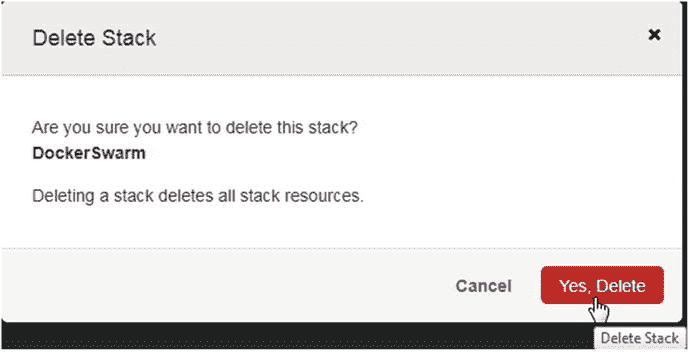 Delete Stack
Are you sure you want to delete this stack?
DockerSwarm
Deleting a stack deletes all stack resources.
Cancel
Yes, Delete
Delete Stack